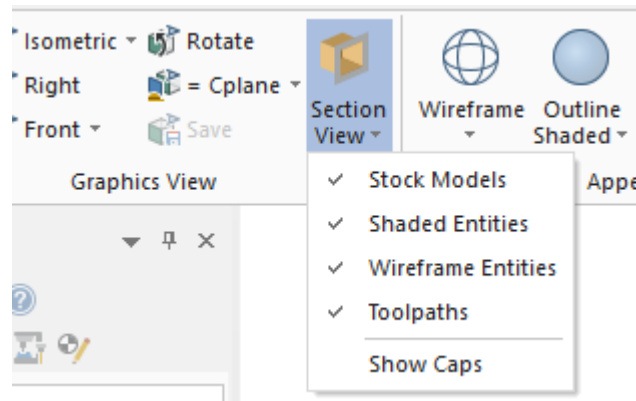 Isometric
Rotate
Right
= Cplane
Front
Save
Graphics View
Section
View
Wireframe
Outline
Shaded
Stock Models
Shaded Entities
Wireframe Entities
Toolpaths
Show Caps